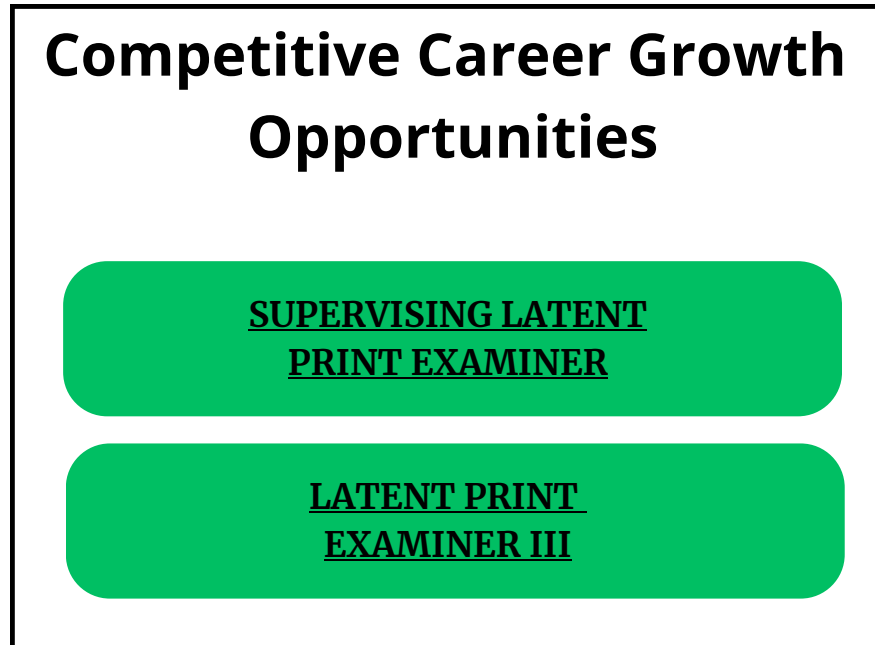 Competitive Career Growth
Opportunities
SUPERVISING LATENT
PRINT EXAMINER
LATENT PRINT
EXAMINER III